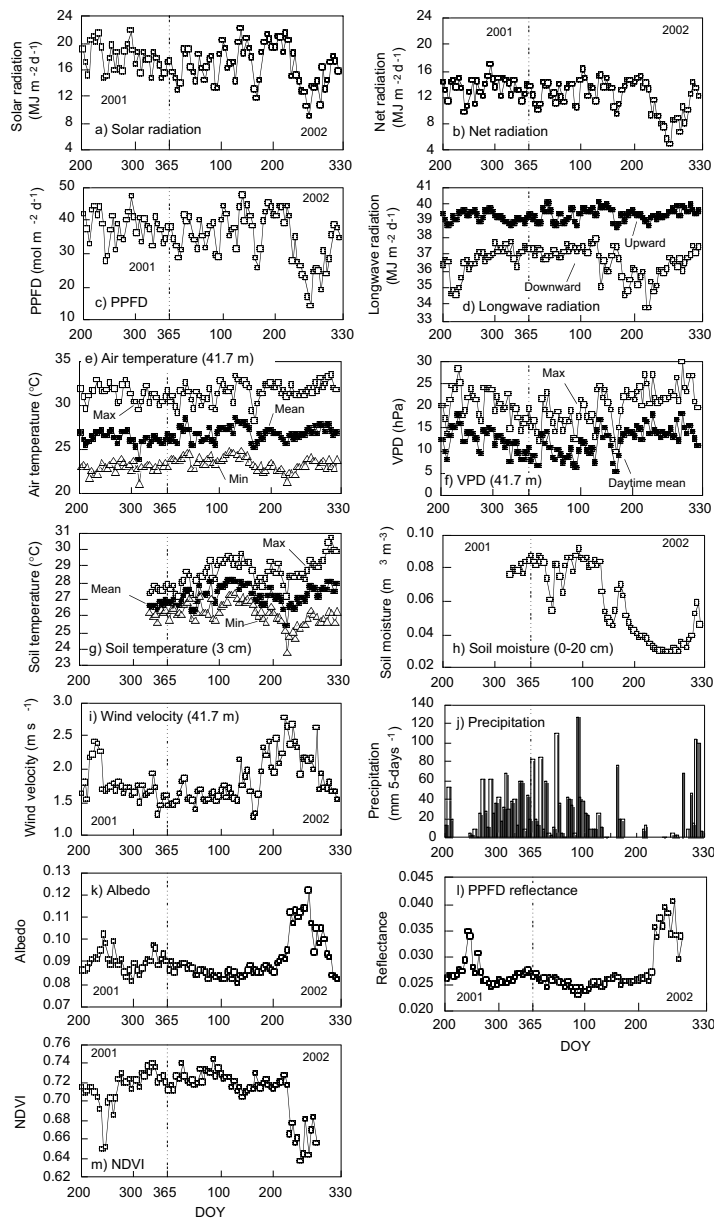 24
20
16
12
8
4
Solar radiation
(MJ m -2 d-1)
2001
2002
a) Solar radiation
200 300 365 100 200 330
24
20
16
12
8
4
Net radiation
(MJ m -2 d-1)
2001
2002
b) Net radiation
200 300 365 100 200 330
50
40
30
20
10
PPFD (mol m -2 d-1)
2001
2002
c) PPFD
200 300 365 100 200 330
41
40
39
37
36
35
33
Longwave radiation
(MJ m -2 d-1)
Upward
Downward
d) Longwave radiation
200 300 365 100 200 330
e) Air temperature (41.7 m)
35
32
30
27
25
22
20
Air temperature (°C)
Max
Mean
Min
200 300 365 100 200 330
30
25
20
15
10
5
0
VPD (hPa)
Max
Daytime mean
f) VPD (41.7 m)
200 300 365 100 200 330
31
30
28
27
26
24
23
Soil temperature (°C)
Max
Mean
Min
g) Soil temperature (3 cm)
200 300 365 100 200 330
0.10
0.08
0.06
0.04
0.02
Soil moisture (m 3 m-3)
2001
2002
h) Soil moisture (0-20 cm)
200 300 365 100 200 330
3.0
2.5
2.0
1.5
1.0
Wind velocity (m s -1)
i) Wind velocity (41.7 m)
2001
2002
200 300 365 100 200 330
140
120
100
80
60
40
20
0
Precipitation
(mm 5-days -1)
j) Precipitation
200 300 365 100 200 330
0.13
0.12
0.11
0.10
0.09
0.08
0.07
Albedo
k) Albedo
2001
2002
200 300 365 100 200 330
0.045
0.040
0.035
0.030
0.025
0.020
Reflectance
l) PPFD reflectance
2001
2002
200 300 365 100 200 330
DOY
0.76
0.74
0.72
0.70
0.68
0.66
0.64
0.62
NDVI
2001
2002
m) NDVI
200 300 365 100 200 330
DOY